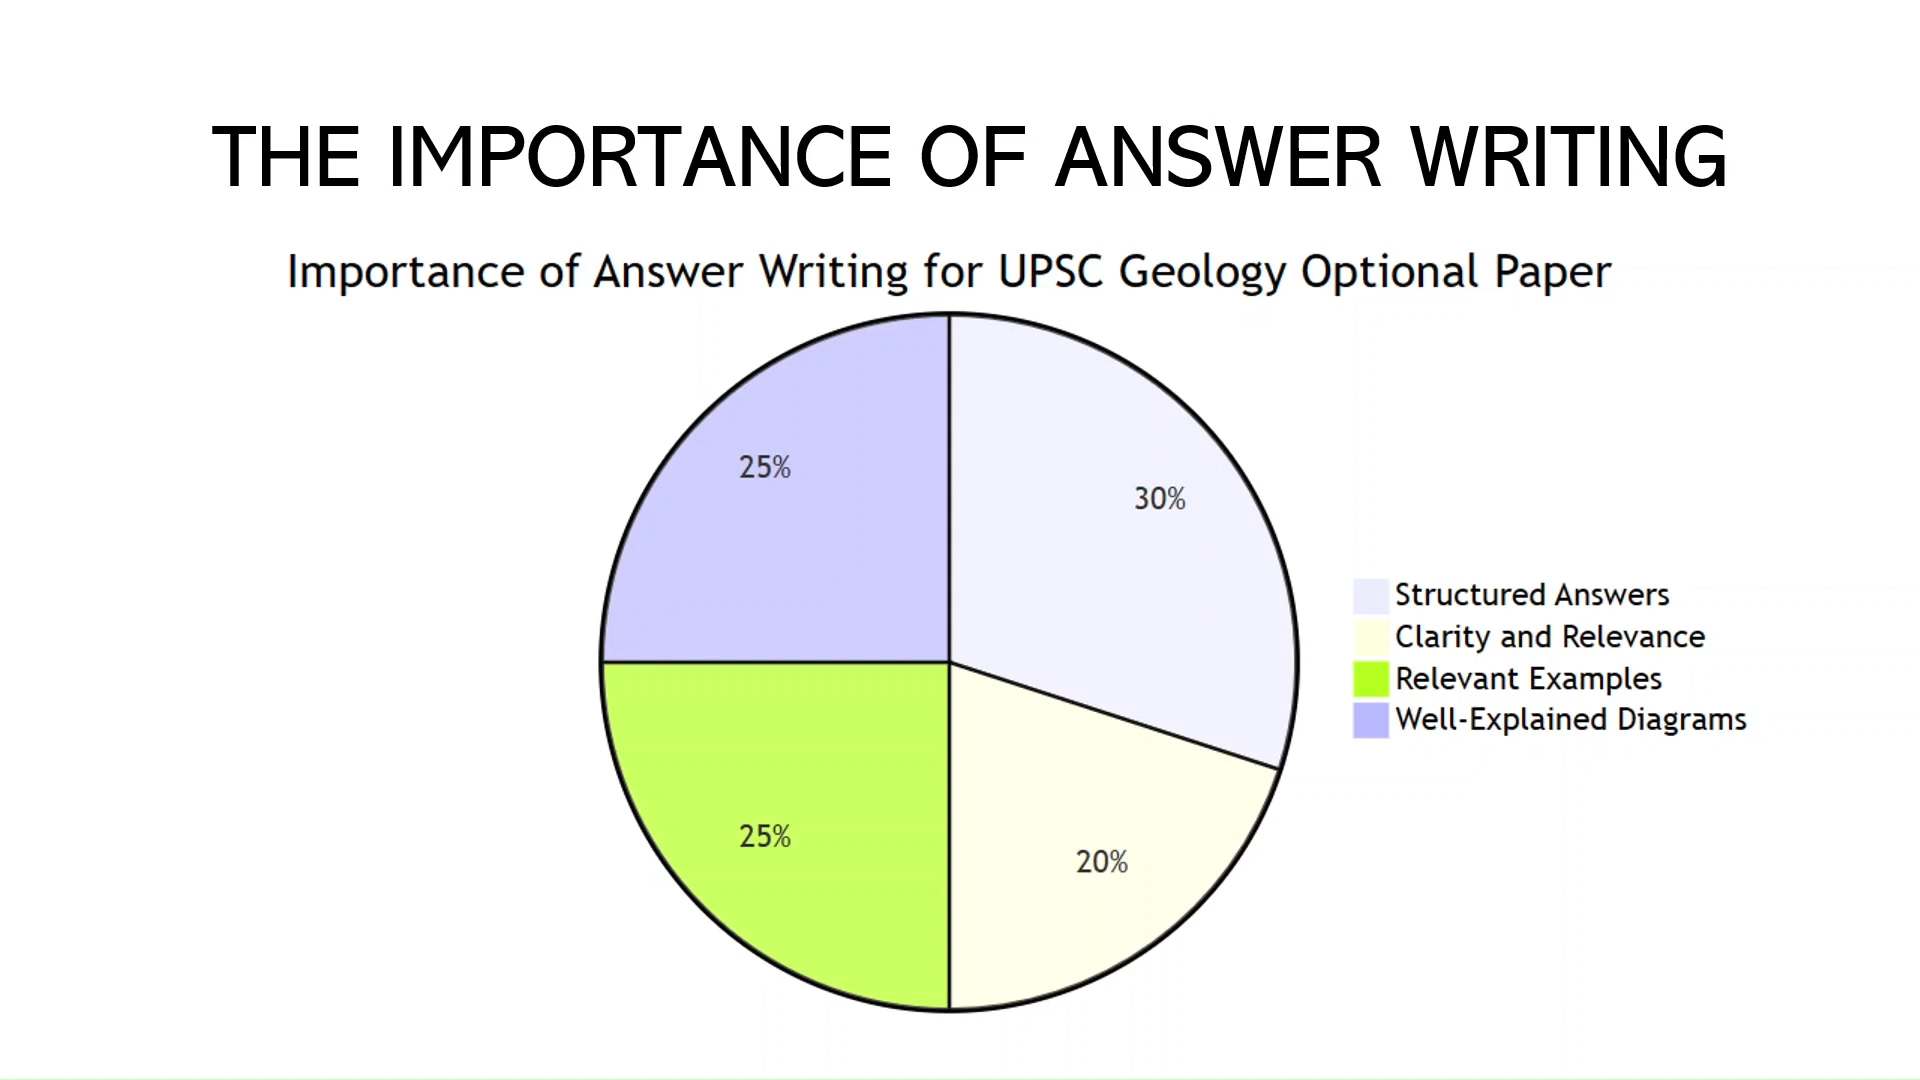 THE IMPORTANCE OF ANSWER WRITING
Importance of Answer Writing for UPSC Geology Optional Paper
25%
30%
25%
20%
Structured Answers
Clarity and Relevance
Relevant Examples
Well-Explained Diagrams